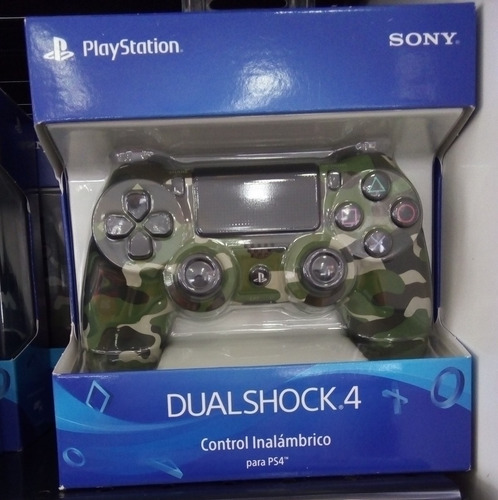 PlayStation.
SONY
DUALSHOCK.4
Control Inalámbrico
para PS4™